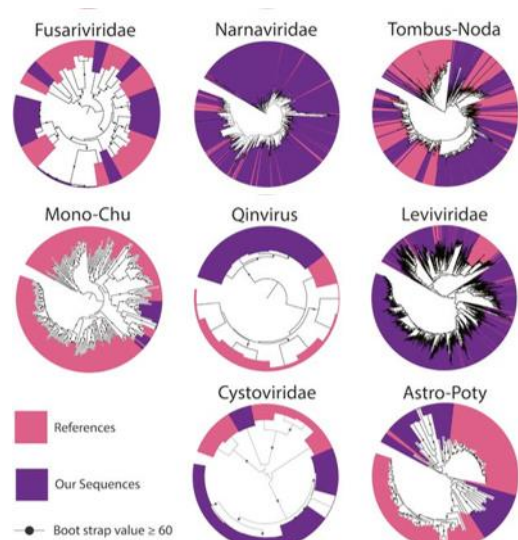 Fusariviridae
Narnaviridae
Tombus-Noda
Mono-Chu
Qinvirus
Leviviridae
Cystoviridae
Astro-Poty
References
Our Sequences
Boot strap value ≥ 60